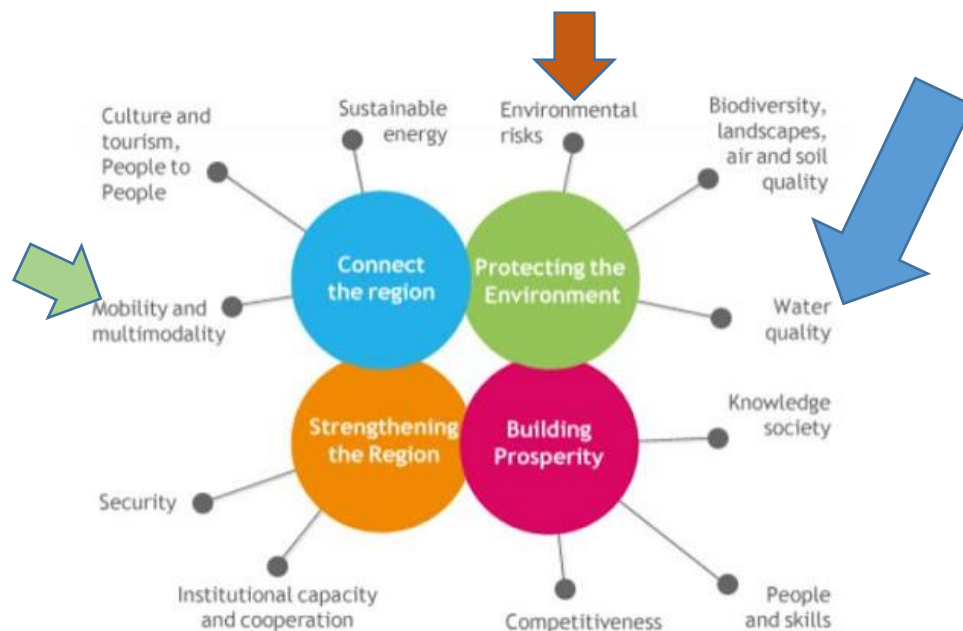 Culture and
tourism,
People to
People
Sustainable
energy
Environmental
risks
Biodiversity,
landscapes,
air and soil
quality
Connect
the region
Protecting the
Environment
Mobility and
multimodality
Water
quality
Strengthening
the Region
Building
Prosperity
Knowledge
society
Security
Institutional capacity
and cooperation
Competitiveness
People
and skills